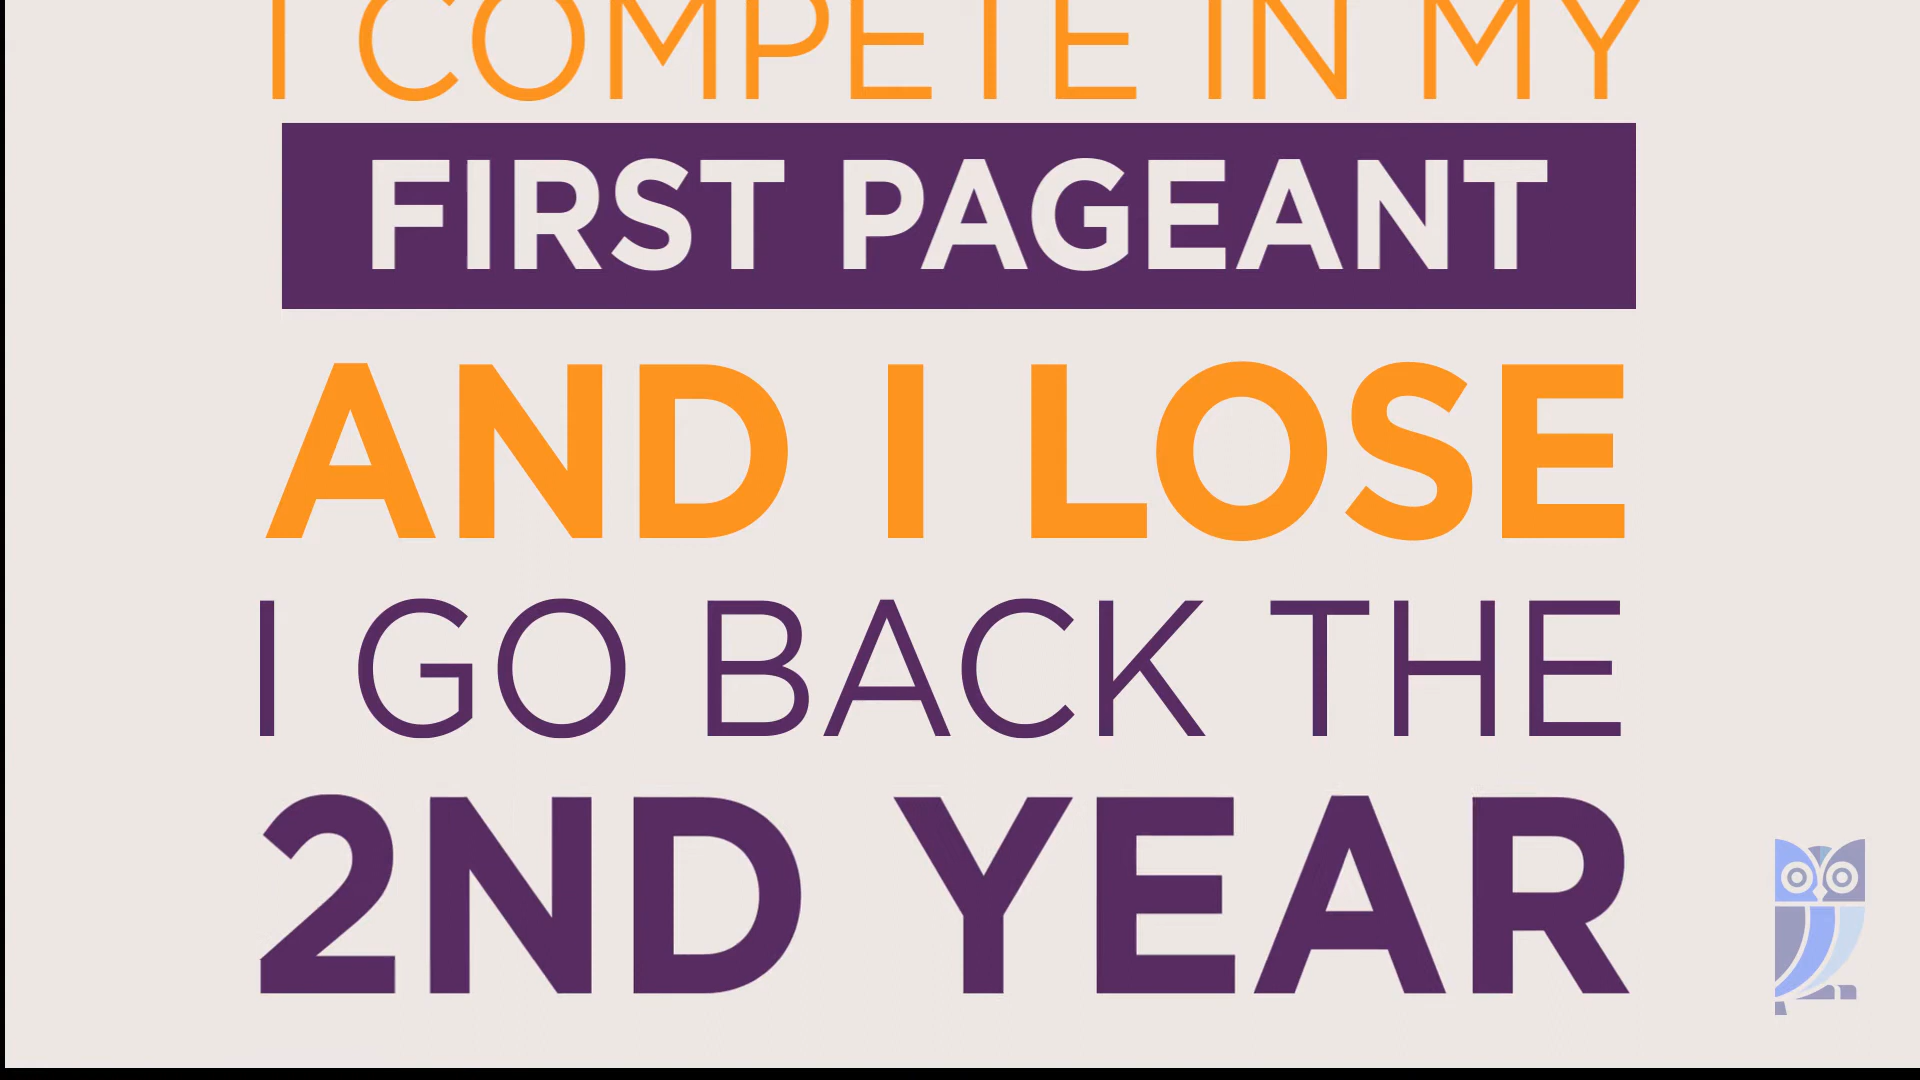 I COMPETE IN MY
FIRST PAGEANT
AND I LOSE
I GO BACK THE
2ND YEAR